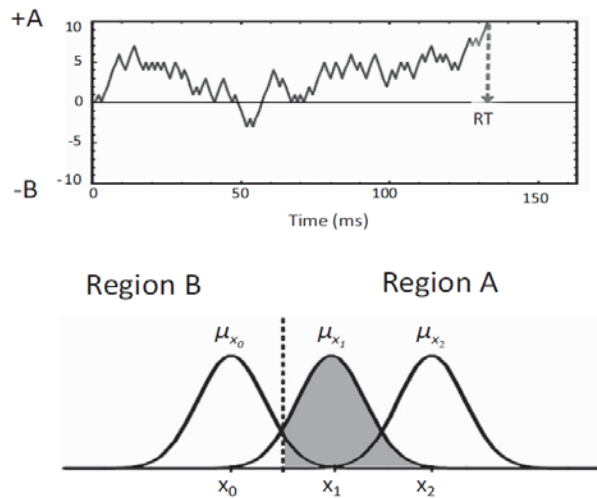 +A
10
5
0
-5
-B
-10
RT
0
50
100
150
Time (ms)
Region B
Region A
μx₀
μx₁
μx₂
x₀
x₁
x₂